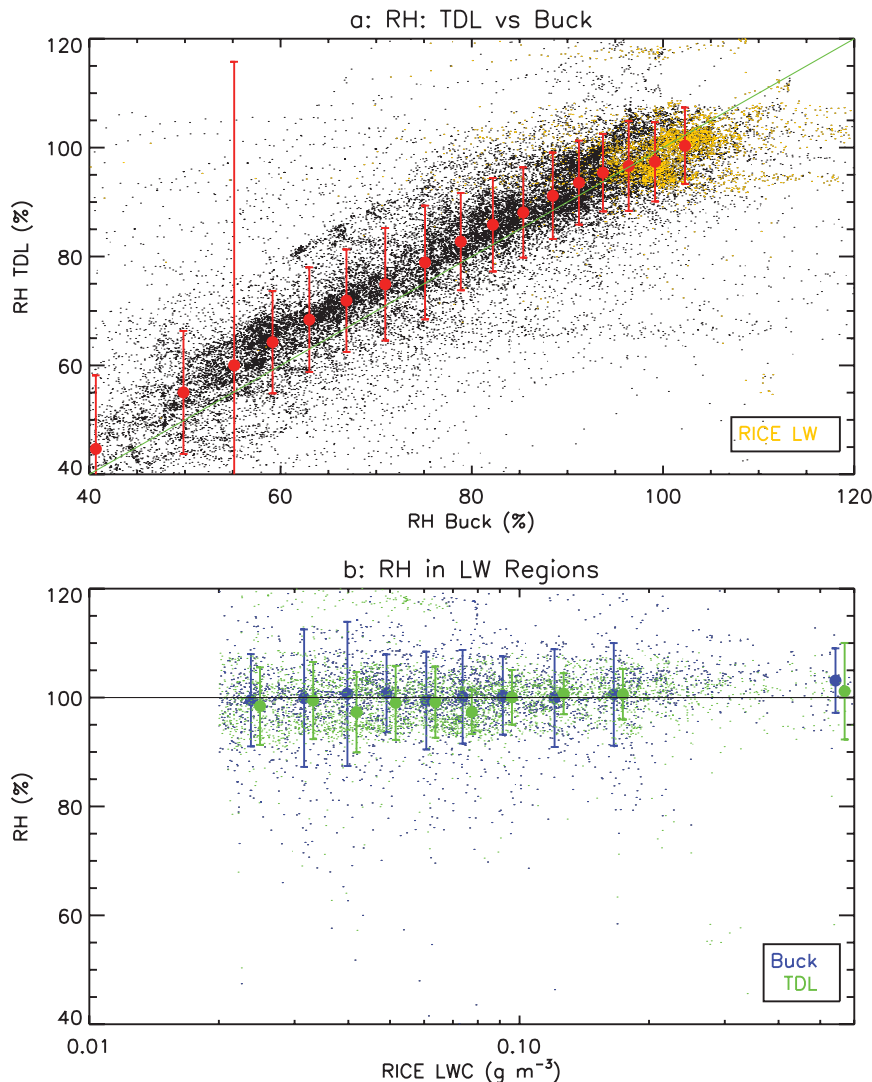 a: RH: TDL vs Buck
120
100
80
60
40
RH TDL (%)
40 60 80 100 120
RH Buck (%)
RICE LW
b: RH in LW Regions
120
100
80
60
40
RH (%)
0.01 0.10
RICE LWC (g m⁻³)
Buck
TDL